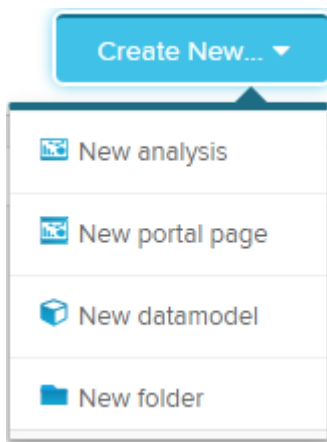 Create New...
New analysis
New portal page
New datamodel
New folder